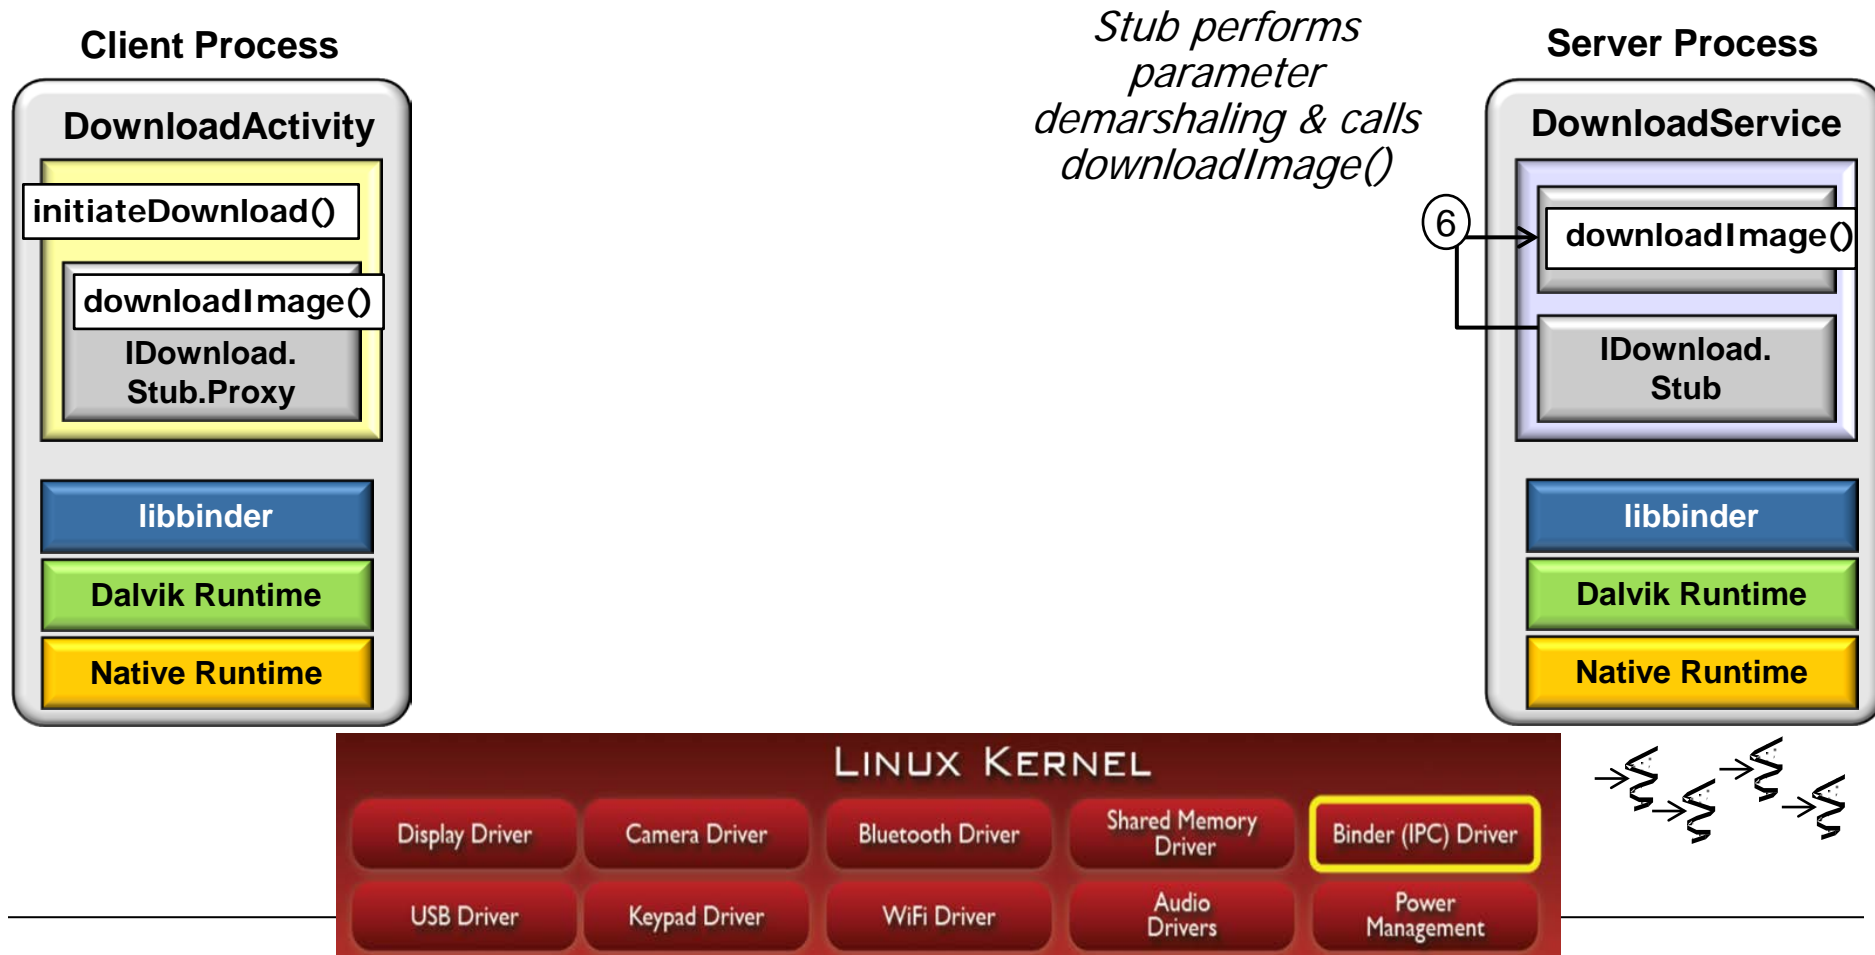 Client Process
DownloadActivity
initiateDownload()
downloadImage()
IDownload.
Stub.Proxy
libbinder
Dalvik Runtime
Native Runtime
Stub performs
parameter
demarshaling & calls
downloadImage()
6
Server Process
DownloadService
downloadImage()
IDownload.
Stub
libbinder
Dalvik Runtime
Native Runtime
LINUX KERNEL
Display Driver
Camera Driver
Bluetooth Driver
Shared Memory
Driver
Binder (IPC) Driver
USB Driver
Keypad Driver
WiFi Driver
Audio
Drivers
Power
Management